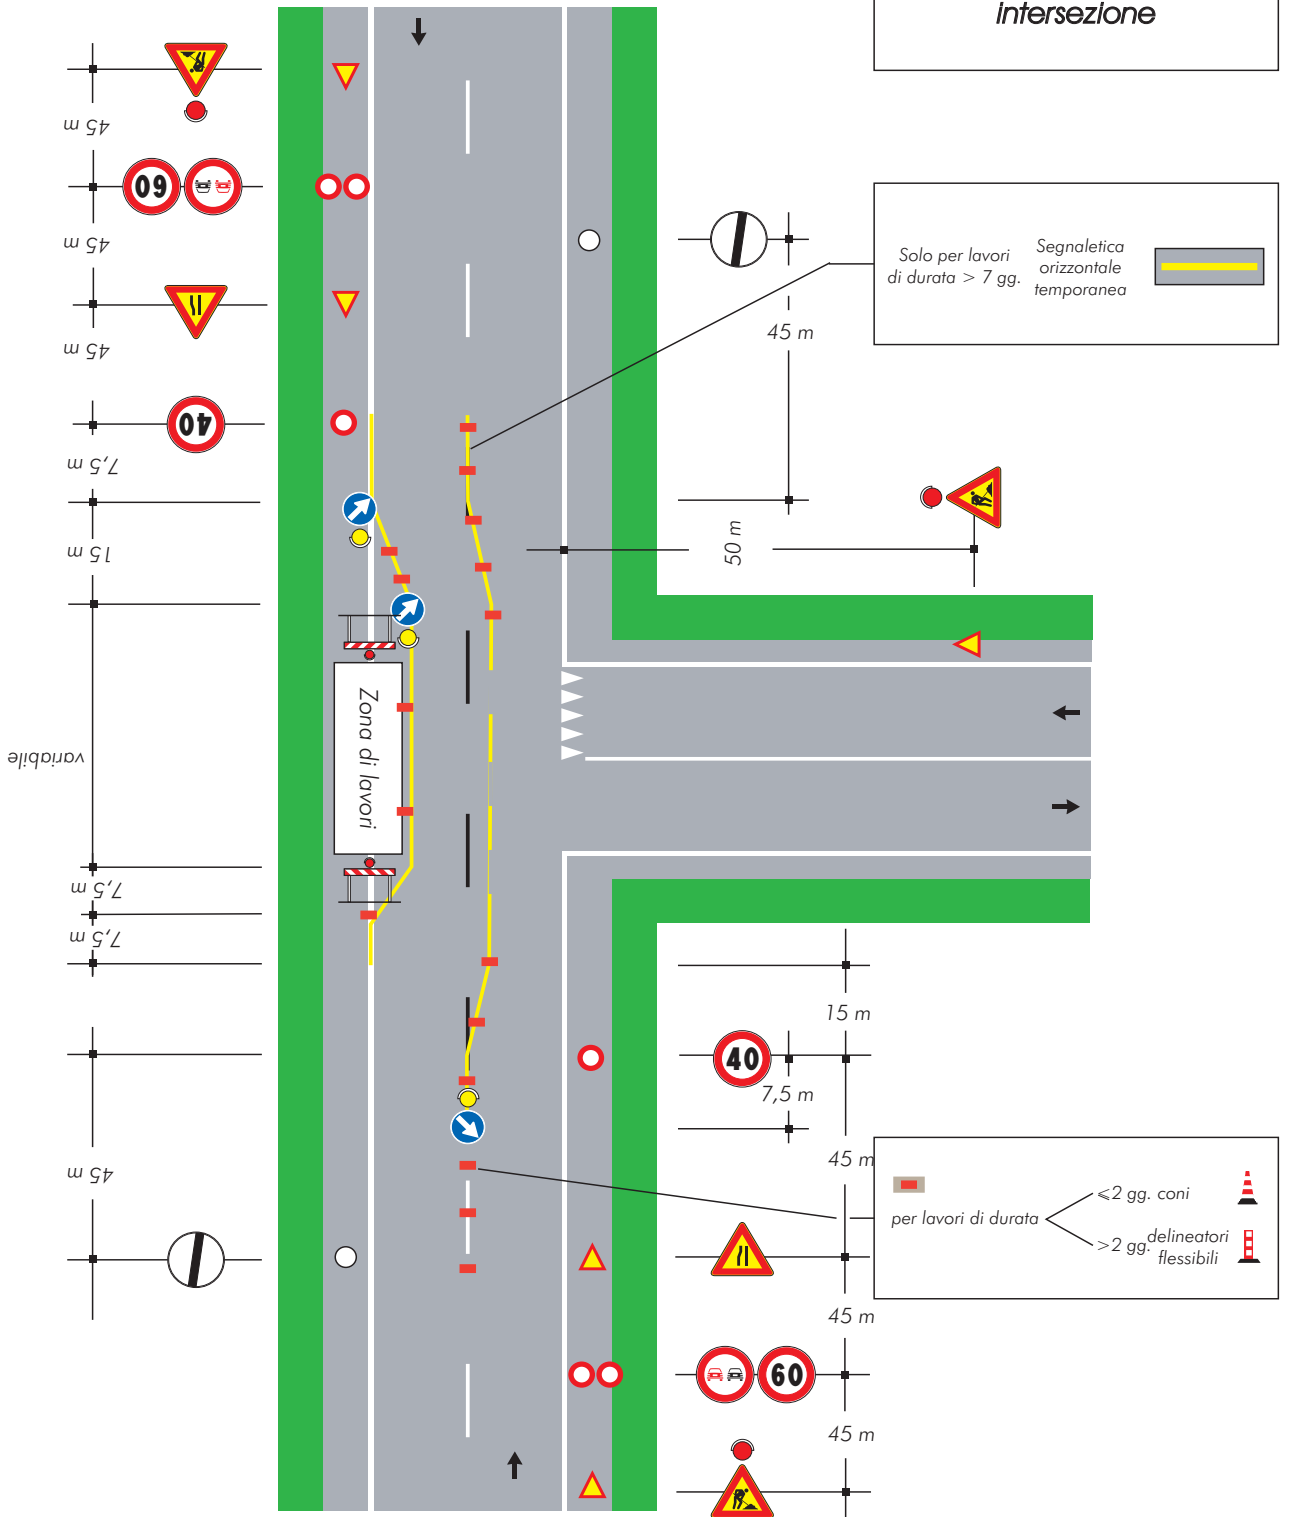 intersezione
45 m
60
45 m
45 m
40
7,5 m
15 m
variabile
7,5 m
7,5 m
45 m
Zona di lavori
Solo per lavori
di durata > 7 gg.
Segnaletica
orizzontale
temporanea
45 m
50 m
15 m
40
7,5 m
45 m
per lavori di durata
⩽2 gg. coni
>2 gg. delineatori
flessibili
45 m
60
45 m